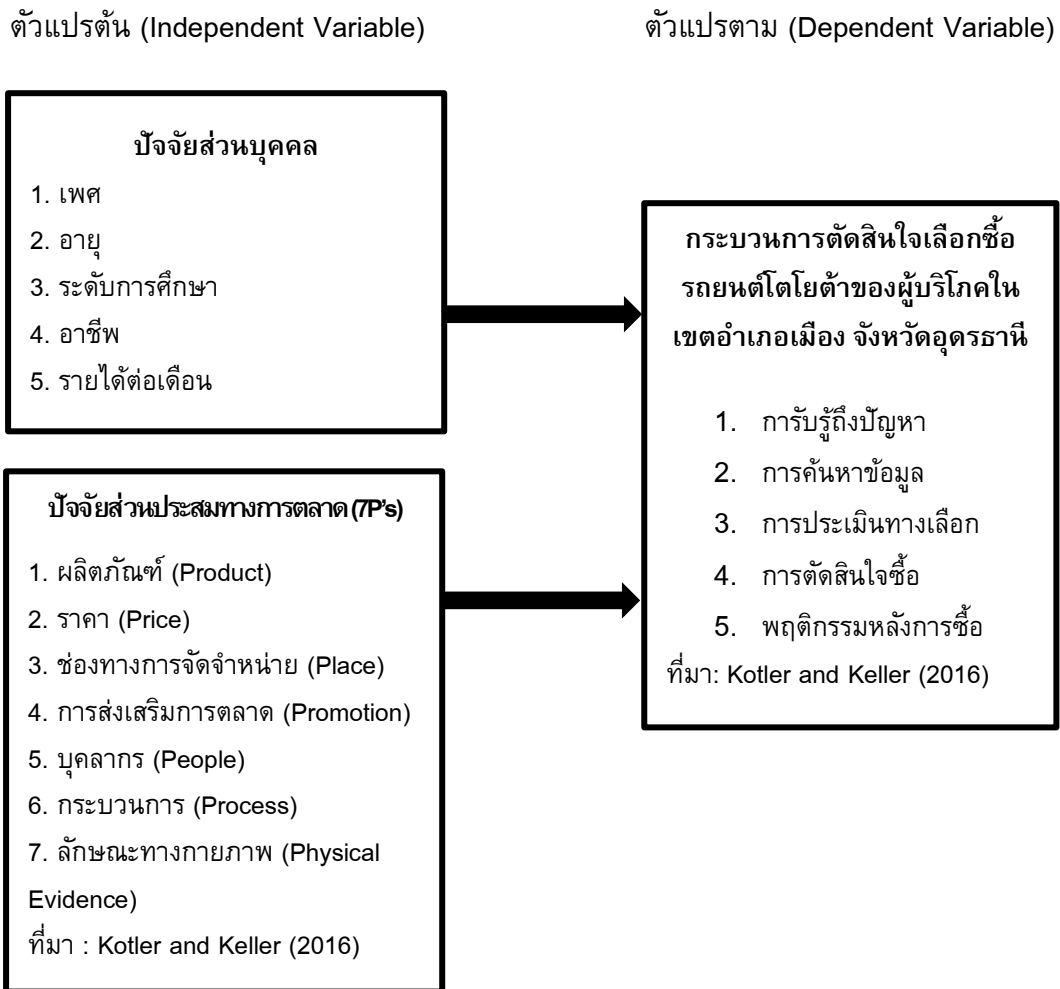 ตัวแปรต้น (Independent Variable)
ตัวแปรตาม (Dependent Variable)
ปัจจัยส่วนบุคคล
1. เพศ
2. อายุ
3. ระดับการศึกษา
4. อาชีพ
5. รายได้ต่อเดือน
ปัจจัยส่วนประสมทางการตลาด (7P's)
1. ผลิตภัณฑ์ (Product)
2. ราคา (Price)
3. ช่องทางการจัดจำหน่าย (Place)
4. การส่งเสริมการตลาด (Promotion)
5. บุคลากร (People)
6. กระบวนการ (Process)
7. ลักษณะทางกายภาพ (Physical
Evidence)
ที่มา : Kotler and Keller (2016)
กระบวนการตัดสินใจเลือกซื้อ
รถยนต์โตโยต้าของผู้บริโภคใน
เขตอำเภอเมือง จังหวัดอุดรธานี
1. การับรู้ถึงปัญหา
2. การค้นหาข้อมูล
3. การประเมินทางเลือก
4. การตัดสินใจซื้อ
5. พฤติกรรมหลังการซื้อ
ที่มา: Kotler and Keller (2016)